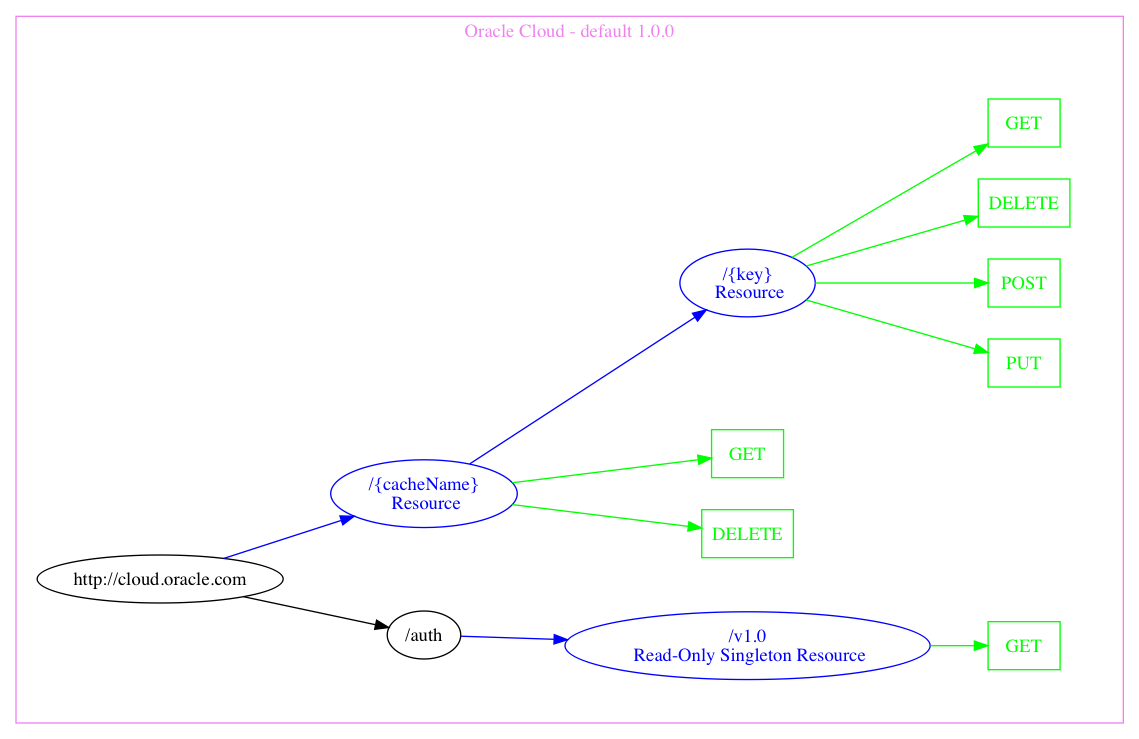 Oracle Cloud - default 1.0.0
GET
DELETE
/{key}
Resource
POST
PUT
GET
/{cacheName}
Resource
DELETE
http://cloud.oracle.com
/auth
/v1.0
Read-Only Singleton Resource
GET